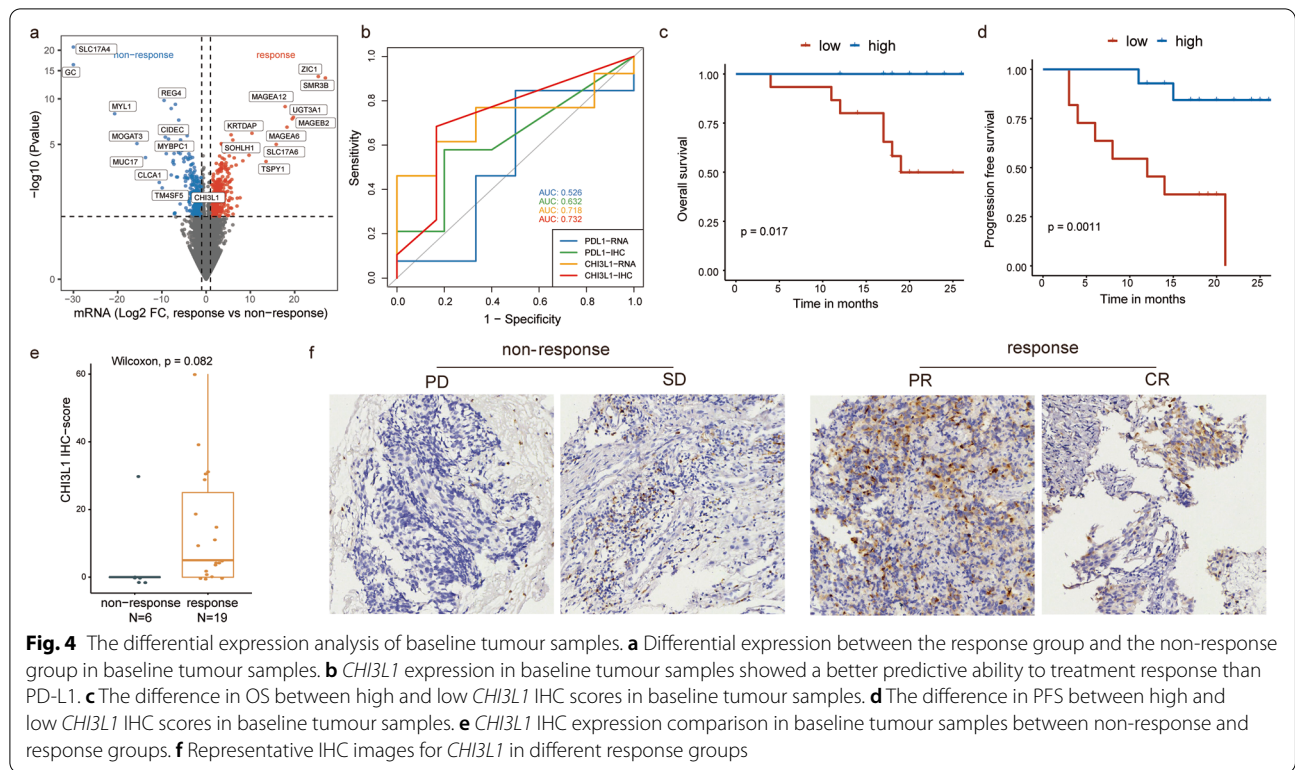 a
non-response
response
SLC17A4
GC
ZIC1
SMR3B
REG4
MAGEA12
MYL1
UGT3A1
CIDEC
KRTDAP
MAGEB2
MOGAT3
MYBPC1
SOHLH1
MAGEA6
MUC17
SLC17A6
CLCA1
TSPY1
TM4SF5
CHI3L1
20
15
10
5
0
−log10 (Pvalue)
−30 −20 −10 0 10 20
mRNA (Log2 FC, response vs non−response)
b
1.0
0.8
0.6
0.4
0.2
0.0
Sensitivity
AUC: 0.526
AUC: 0.632
AUC: 0.718
AUC: 0.732
PDL1−RNA
PDL1−IHC
CHI3L1−RNA
CHI3L1−IHC
0.0 0.2 0.4 0.6 0.8 1.0
1 − Specificity
c
low high
1.00
0.75
0.50
0.25
0.00
Overall survival
p = 0.017
0 5 10 15 20 25
Time in months
d
low high
1.00
0.75
0.50
0.25
0.00
Progression free survival
p = 0.0011
0 5 10 15 20 25
Time in months
e
Wilcoxon, p = 0.082
60
40
20
0
CHI3L1 IHC−score
non−response response
N=6 N=19
f
non-response response
PD SD PR CR
Fig. 4 The differential expression analysis of baseline tumour samples. a Differential expression between the response group and the non-response
group in baseline tumour samples. b CHI3L1 expression in baseline tumour samples showed a better predictive ability to treatment response than
PD-L1. c The difference in OS between high and low CHI3L1 IHC scores in baseline tumour samples. d The difference in PFS between high and
low CHI3L1 IHC scores in baseline tumour samples. e CHI3L1 IHC expression comparison in baseline tumour samples between non-response and
response groups. f Representative IHC images for CHI3L1 in different response groups